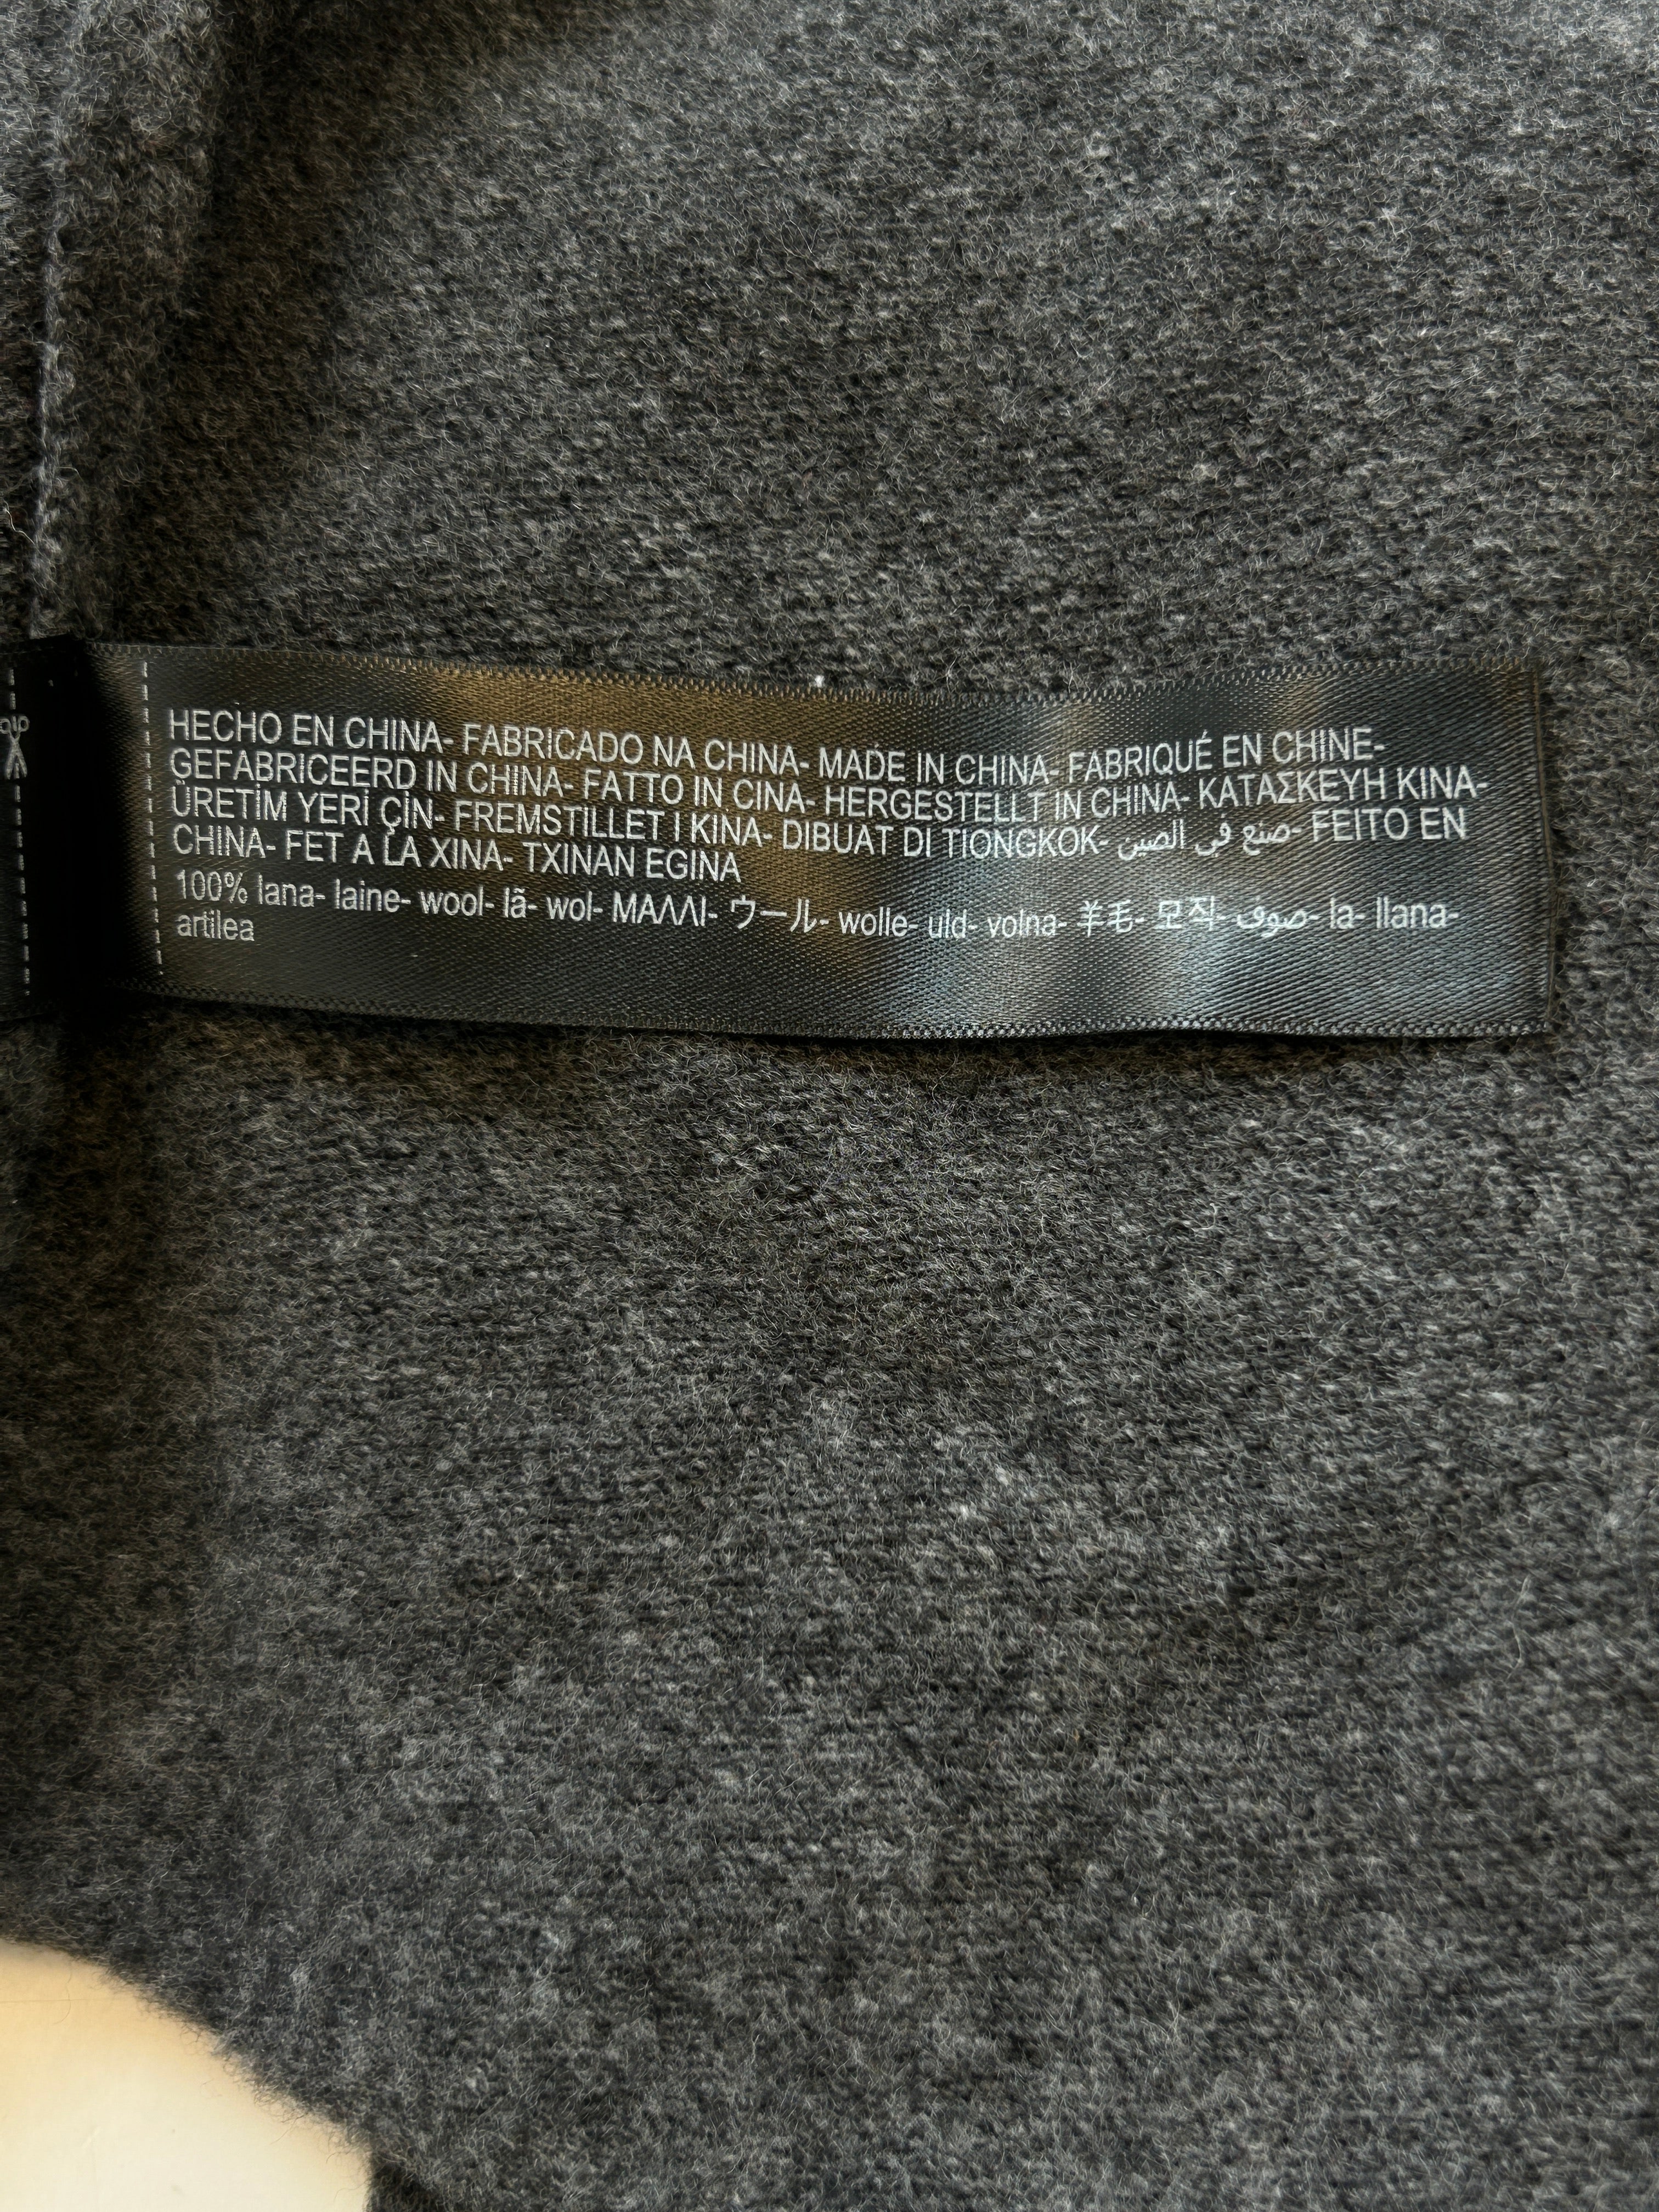 HECHO EN CHINA- FABRICADO NA CHINA- MADE IN CHINA- FABRIQUÉ EN CHINE-
GEFABRICEERD IN CHINA- FATTO IN CINA- HERGESTELLT IN CHINA- ΚΑΤΑΣΚΕΥΗ ΚΙΝΑ-
ÜRETİM YERİ ÇİN- FREMSTILLET I KINA- DIBUAT DI TIONGKOK- صنع في الصين- FEITO EN
CHINA- FET A LA XINA- TXINAN EGINA
100% lana- laine- wool- lã- wol- ΜΑΛΛΙ- ウール- wolle- uld- volna- 羊毛- 모직- صوف- la- llana-
artilea